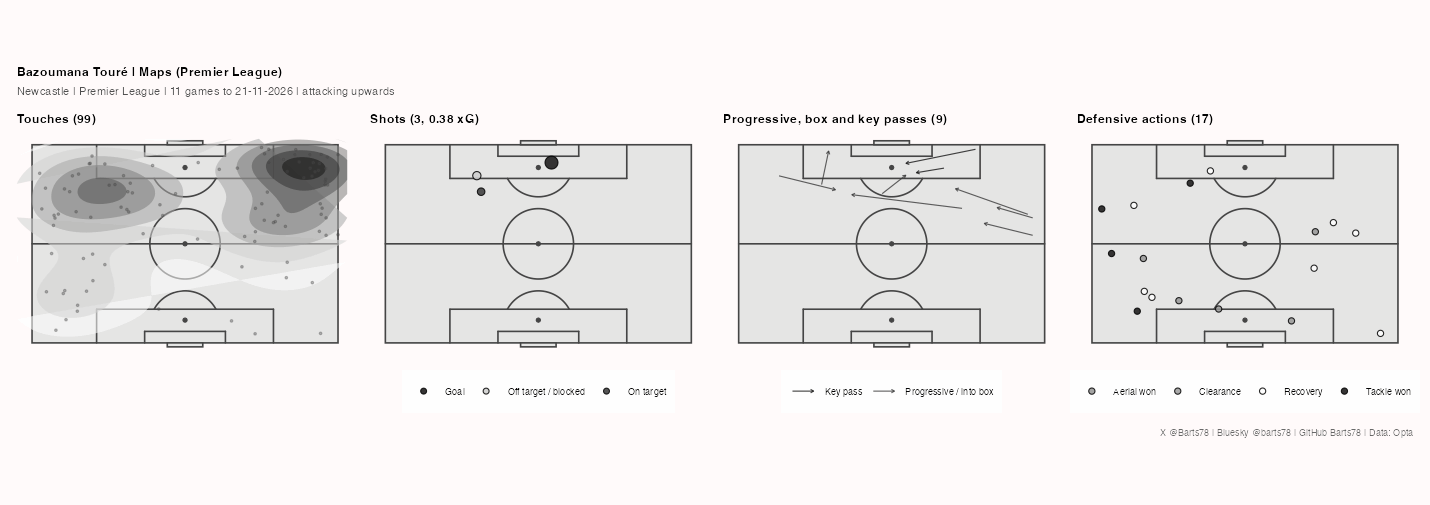 Bazoumana Touré | Maps (Premier League)
Newcastle | Premier League | 11 games to 21-11-2026 | attacking upwards
Touches (99)
Shots (3, 0.38 xG)
Progressive, box and key passes (9)
Defensive actions (17)
Goal
Off target / blocked
On target
Key pass
Progressive / into box
Aerial won
Clearance
Recovery
Tackle won
X @Barts78 | Bluesky @barts78 | GitHub Barts78 | Data: Opta